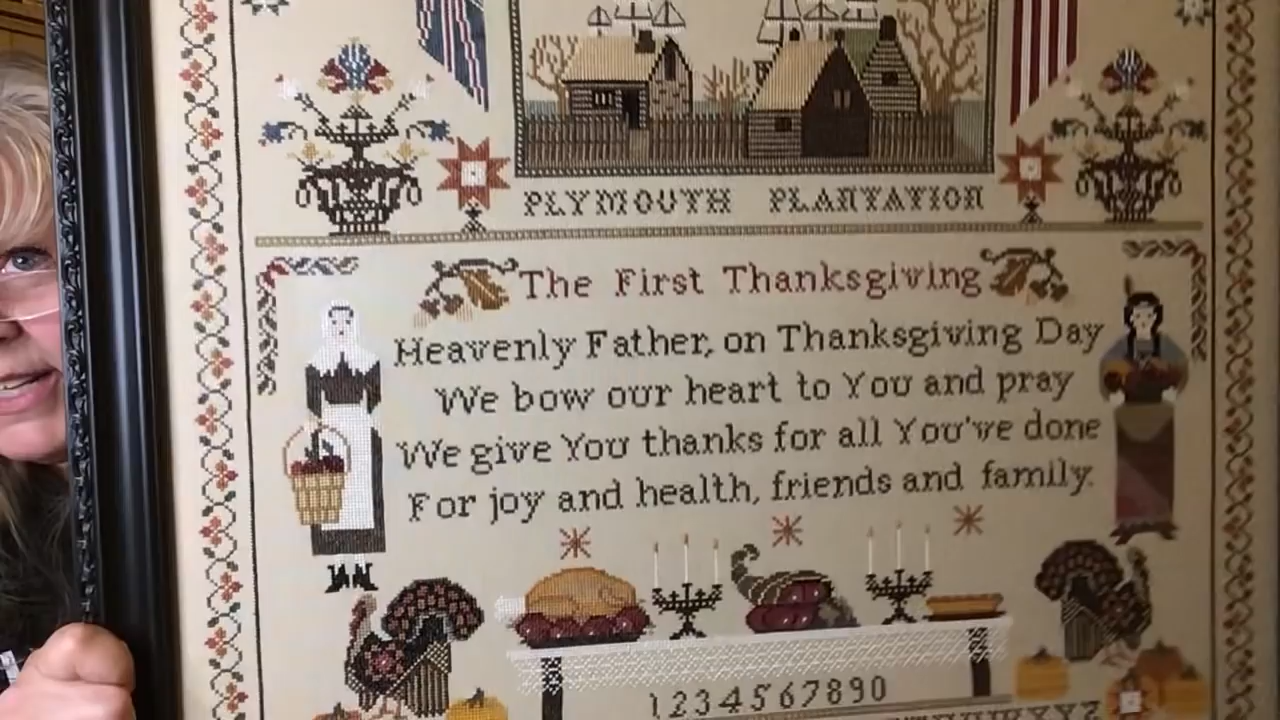 PLYMOUTH PLANTATION
The First Thanksgiving
Heavenly Father, on Thanksgiving Day
We bow our heart to You and pray
We give You thanks for all You've done
For joy and health, friends and family.
1234567890